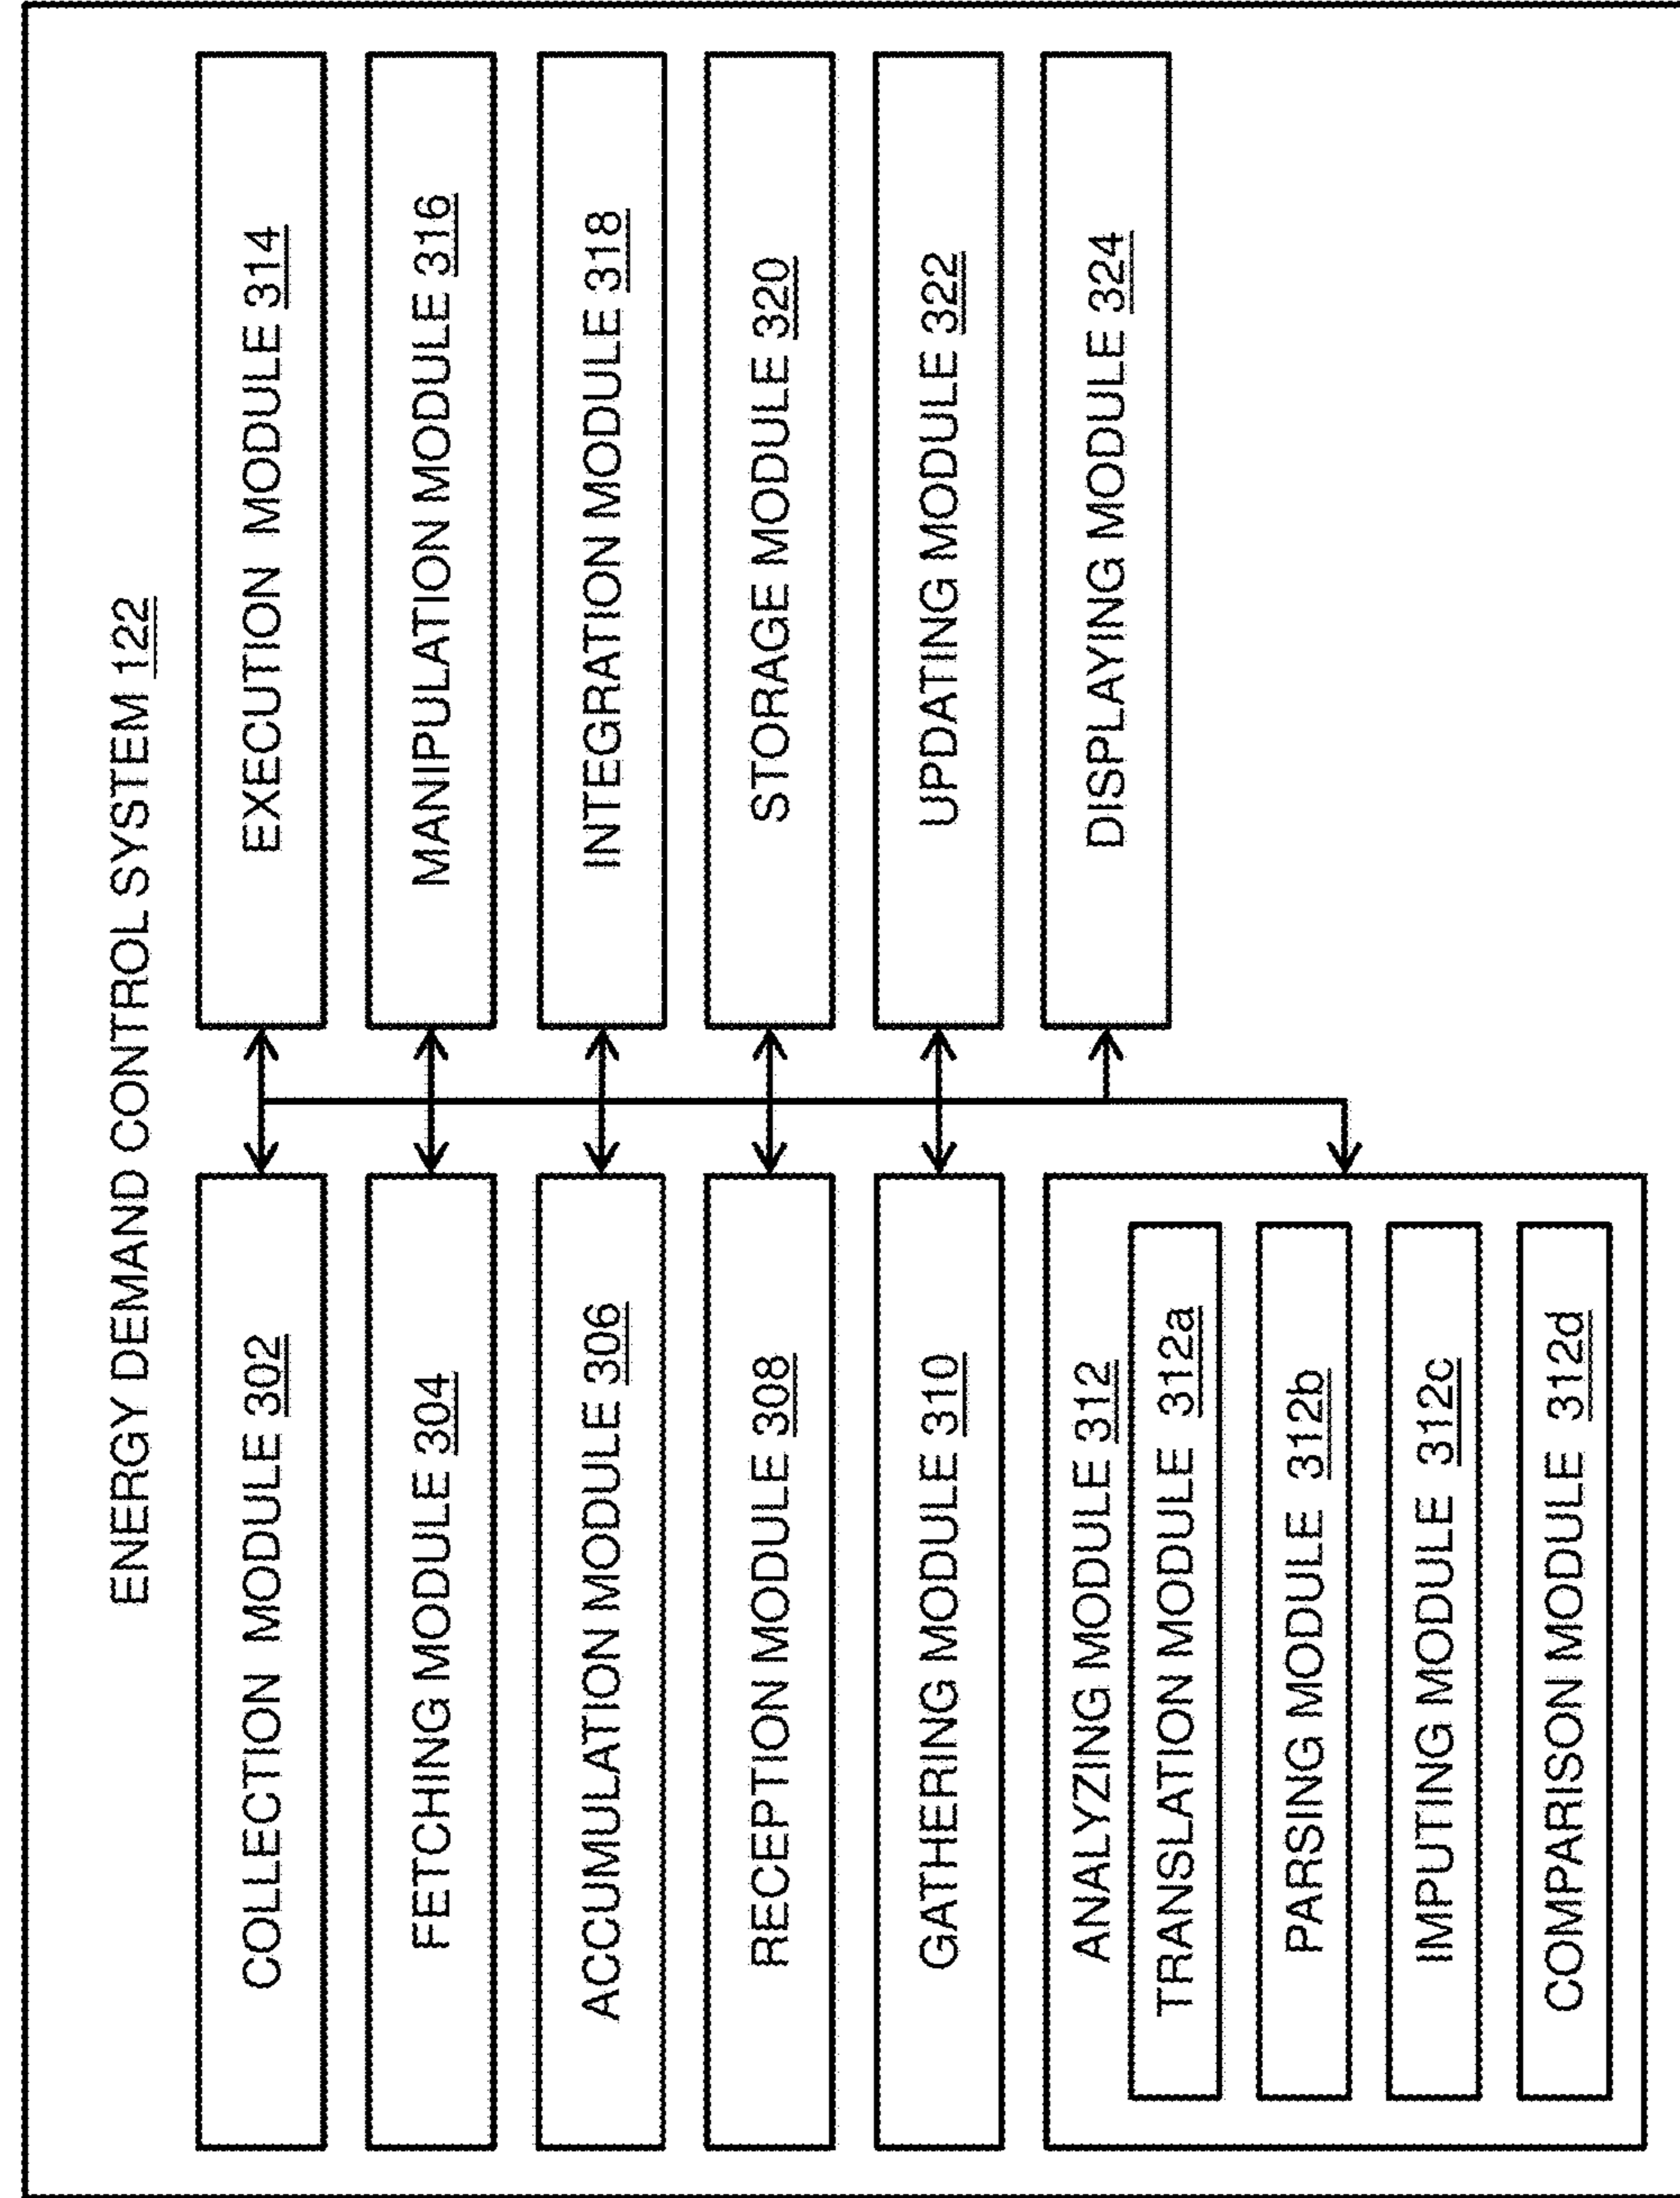 ENERGY DEMAND CONTROL SYSTEM 122
COLLECTION MODULE 302
FETCHING MODULE 304
ACCUMULATION MODULE 306
RECEPTION MODULE 308
GATHERING MODULE 310
ANALYZING MODULE 312
TRANSLATION MODULE 312a
PARSING MODULE 312b
IMPUTING MODULE 312c
COMPARISON MODULE 312d
EXECUTION MODULE 314
MANIPULATION MODULE 316
INTEGRATION MODULE 318
STORAGE MODULE 320
UPDATING MODULE 322
DISPLAYING MODULE 324